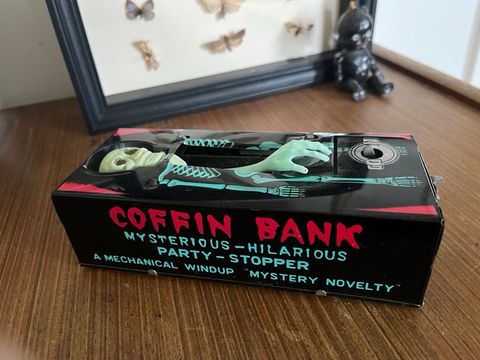 COFFIN BANK
MYSTERIOUS-HILARIOUS
PARTY-STOPPER
A MECHANICAL WINDUP "MYSTERY NOVELTY"